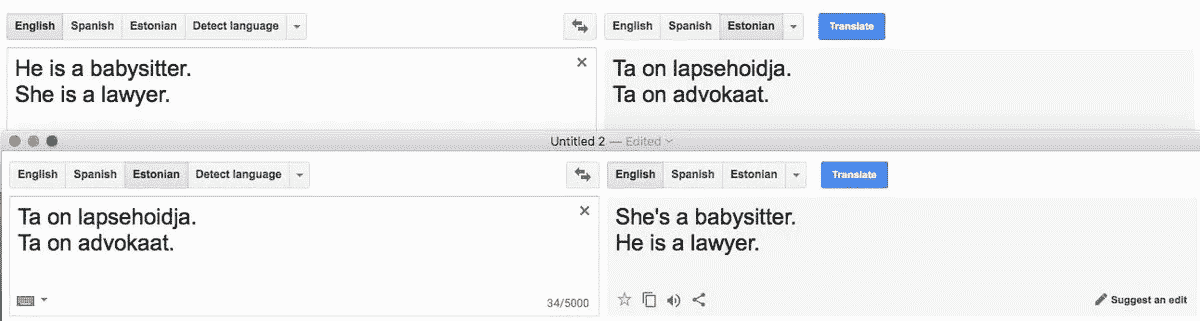 English Spanish Estonian Detect language English Spanish Estonian Translate
He is a babysitter.
She is a lawyer.
Ta on lapsehoidja.
Ta on advokaat.
Untitled 2 — Edited
English Spanish Estonian Detect language English Spanish Estonian Translate
Ta on lapsehoidja.
Ta on advokaat.
34/5000
She's a babysitter.
He is a lawyer.
Suggest an edit